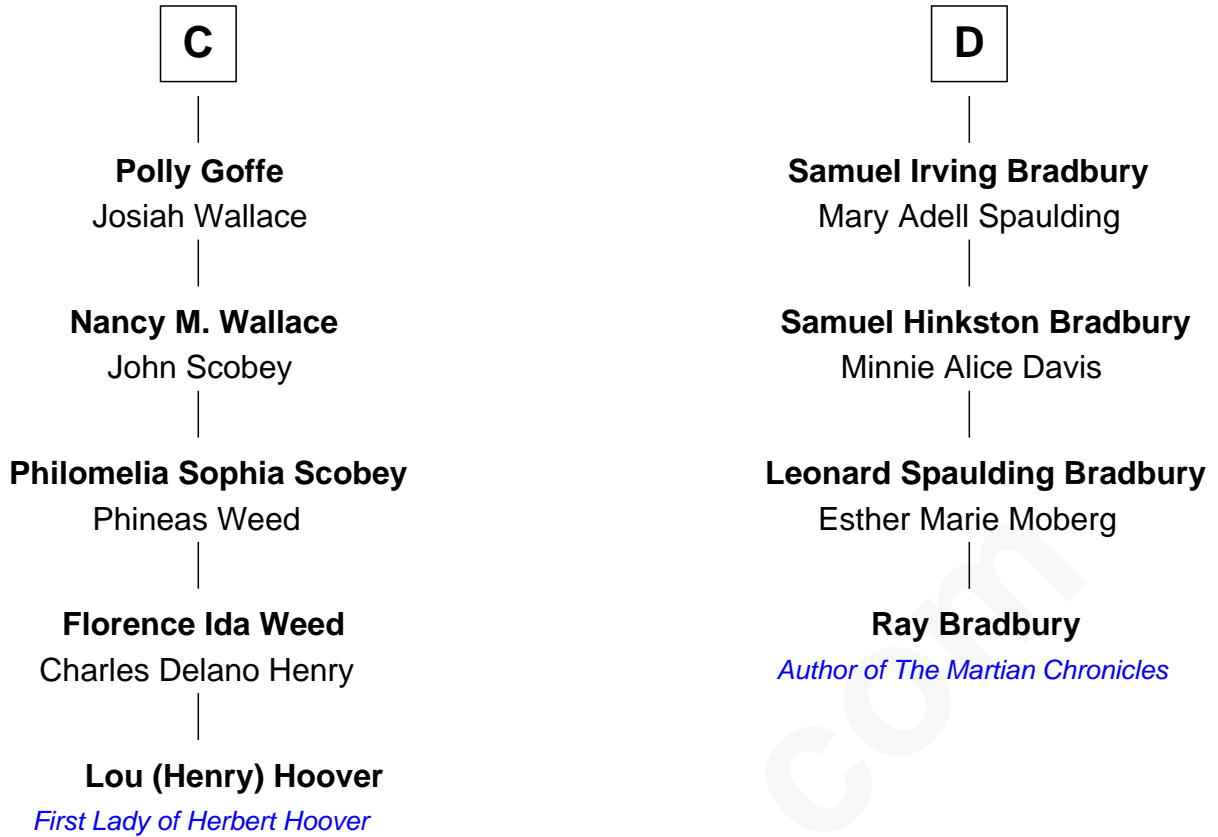 C
Polly Goffe
Josiah Wallace
Nancy M. Wallace
John Scobey
Philomelia Sophia Scobey
Phineas Weed
Florence Ida Weed
Charles Delano Henry
Lou (Henry) Hoover
First Lady of Herbert Hoover
D
Samuel Irving Bradbury
Mary Adell Spaulding
Samuel Hinkston Bradbury
Minnie Alice Davis
Leonard Spaulding Bradbury
Esther Marie Moberg
Ray Bradbury
Author of The Martian Chronicles
com